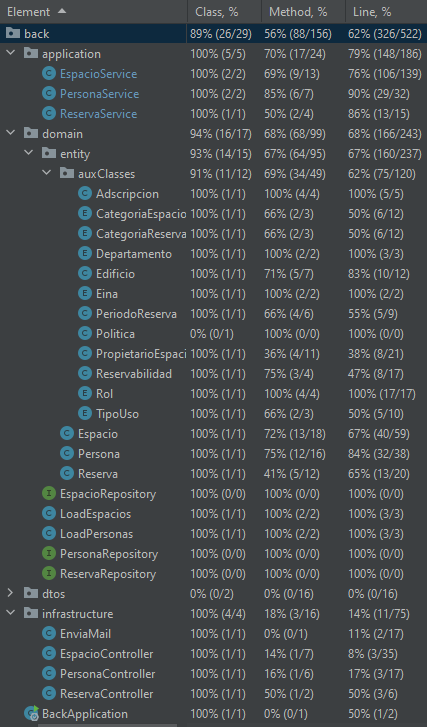 Element Class, % Method, % Line, %
back 89% (26/29) 56% (88/156) 62% (326/522)
application 100% (5/5) 70% (17/24) 79% (148/186)
EspacioService 100% (2/2) 69% (9/13) 76% (106/139)
PersonaService 100% (2/2) 85% (6/7) 90% (29/32)
ReservaService 100% (1/1) 50% (2/4) 86% (13/15)
domain 94% (16/17) 68% (68/99) 68% (166/243)
entity 93% (14/15) 67% (64/95) 67% (160/237)
auxClasses 91% (11/12) 69% (34/49) 62% (75/120)
Adscripcion 100% (1/1) 100% (4/4) 100% (5/5)
CategoriaEspacio 100% (1/1) 66% (2/3) 50% (6/12)
CategoriaReserva 100% (1/1) 66% (2/3) 50% (6/12)
Departamento 100% (1/1) 100% (2/2) 100% (3/3)
Edificio 100% (1/1) 71% (5/7) 83% (10/12)
Eina 100% (1/1) 100% (2/2) 100% (2/2)
PeriodoReserva 100% (1/1) 66% (4/6) 55% (5/9)
Politica 0% (0/1) 100% (0/0) 100% (0/0)
PropietarioEspaci 100% (1/1) 36% (4/11) 38% (8/21)
Reservabilidad 100% (1/1) 75% (3/4) 47% (8/17)
Rol 100% (1/1) 100% (4/4) 100% (17/17)
TipoUso 100% (1/1) 66% (2/3) 50% (5/10)
Espacio 100% (1/1) 72% (13/18) 67% (40/59)
Persona 100% (1/1) 75% (12/16) 84% (32/38)
Reserva 100% (1/1) 41% (5/12) 65% (13/20)
EspacioRepository 100% (0/0) 100% (0/0) 100% (0/0)
LoadEspacios 100% (1/1) 100% (2/2) 100% (3/3)
LoadPersonas 100% (1/1) 100% (2/2) 100% (3/3)
PersonaRepository 100% (0/0) 100% (0/0) 100% (0/0)
ReservaRepository 100% (0/0) 100% (0/0) 100% (0/0)
dtos 0% (0/2) 0% (0/16) 0% (0/16)
infrastructure 100% (4/4) 18% (3/16) 14% (11/75)
EnviaMail 100% (1/1) 0% (0/1) 11% (2/17)
EspacioController 100% (1/1) 14% (1/7) 8% (3/35)
PersonaController 100% (1/1) 16% (1/6) 17% (3/17)
ReservaController 100% (1/1) 50% (1/2) 50% (3/6)
BackApplication 100% (1/1) 0% (0/1) 50% (1/2)